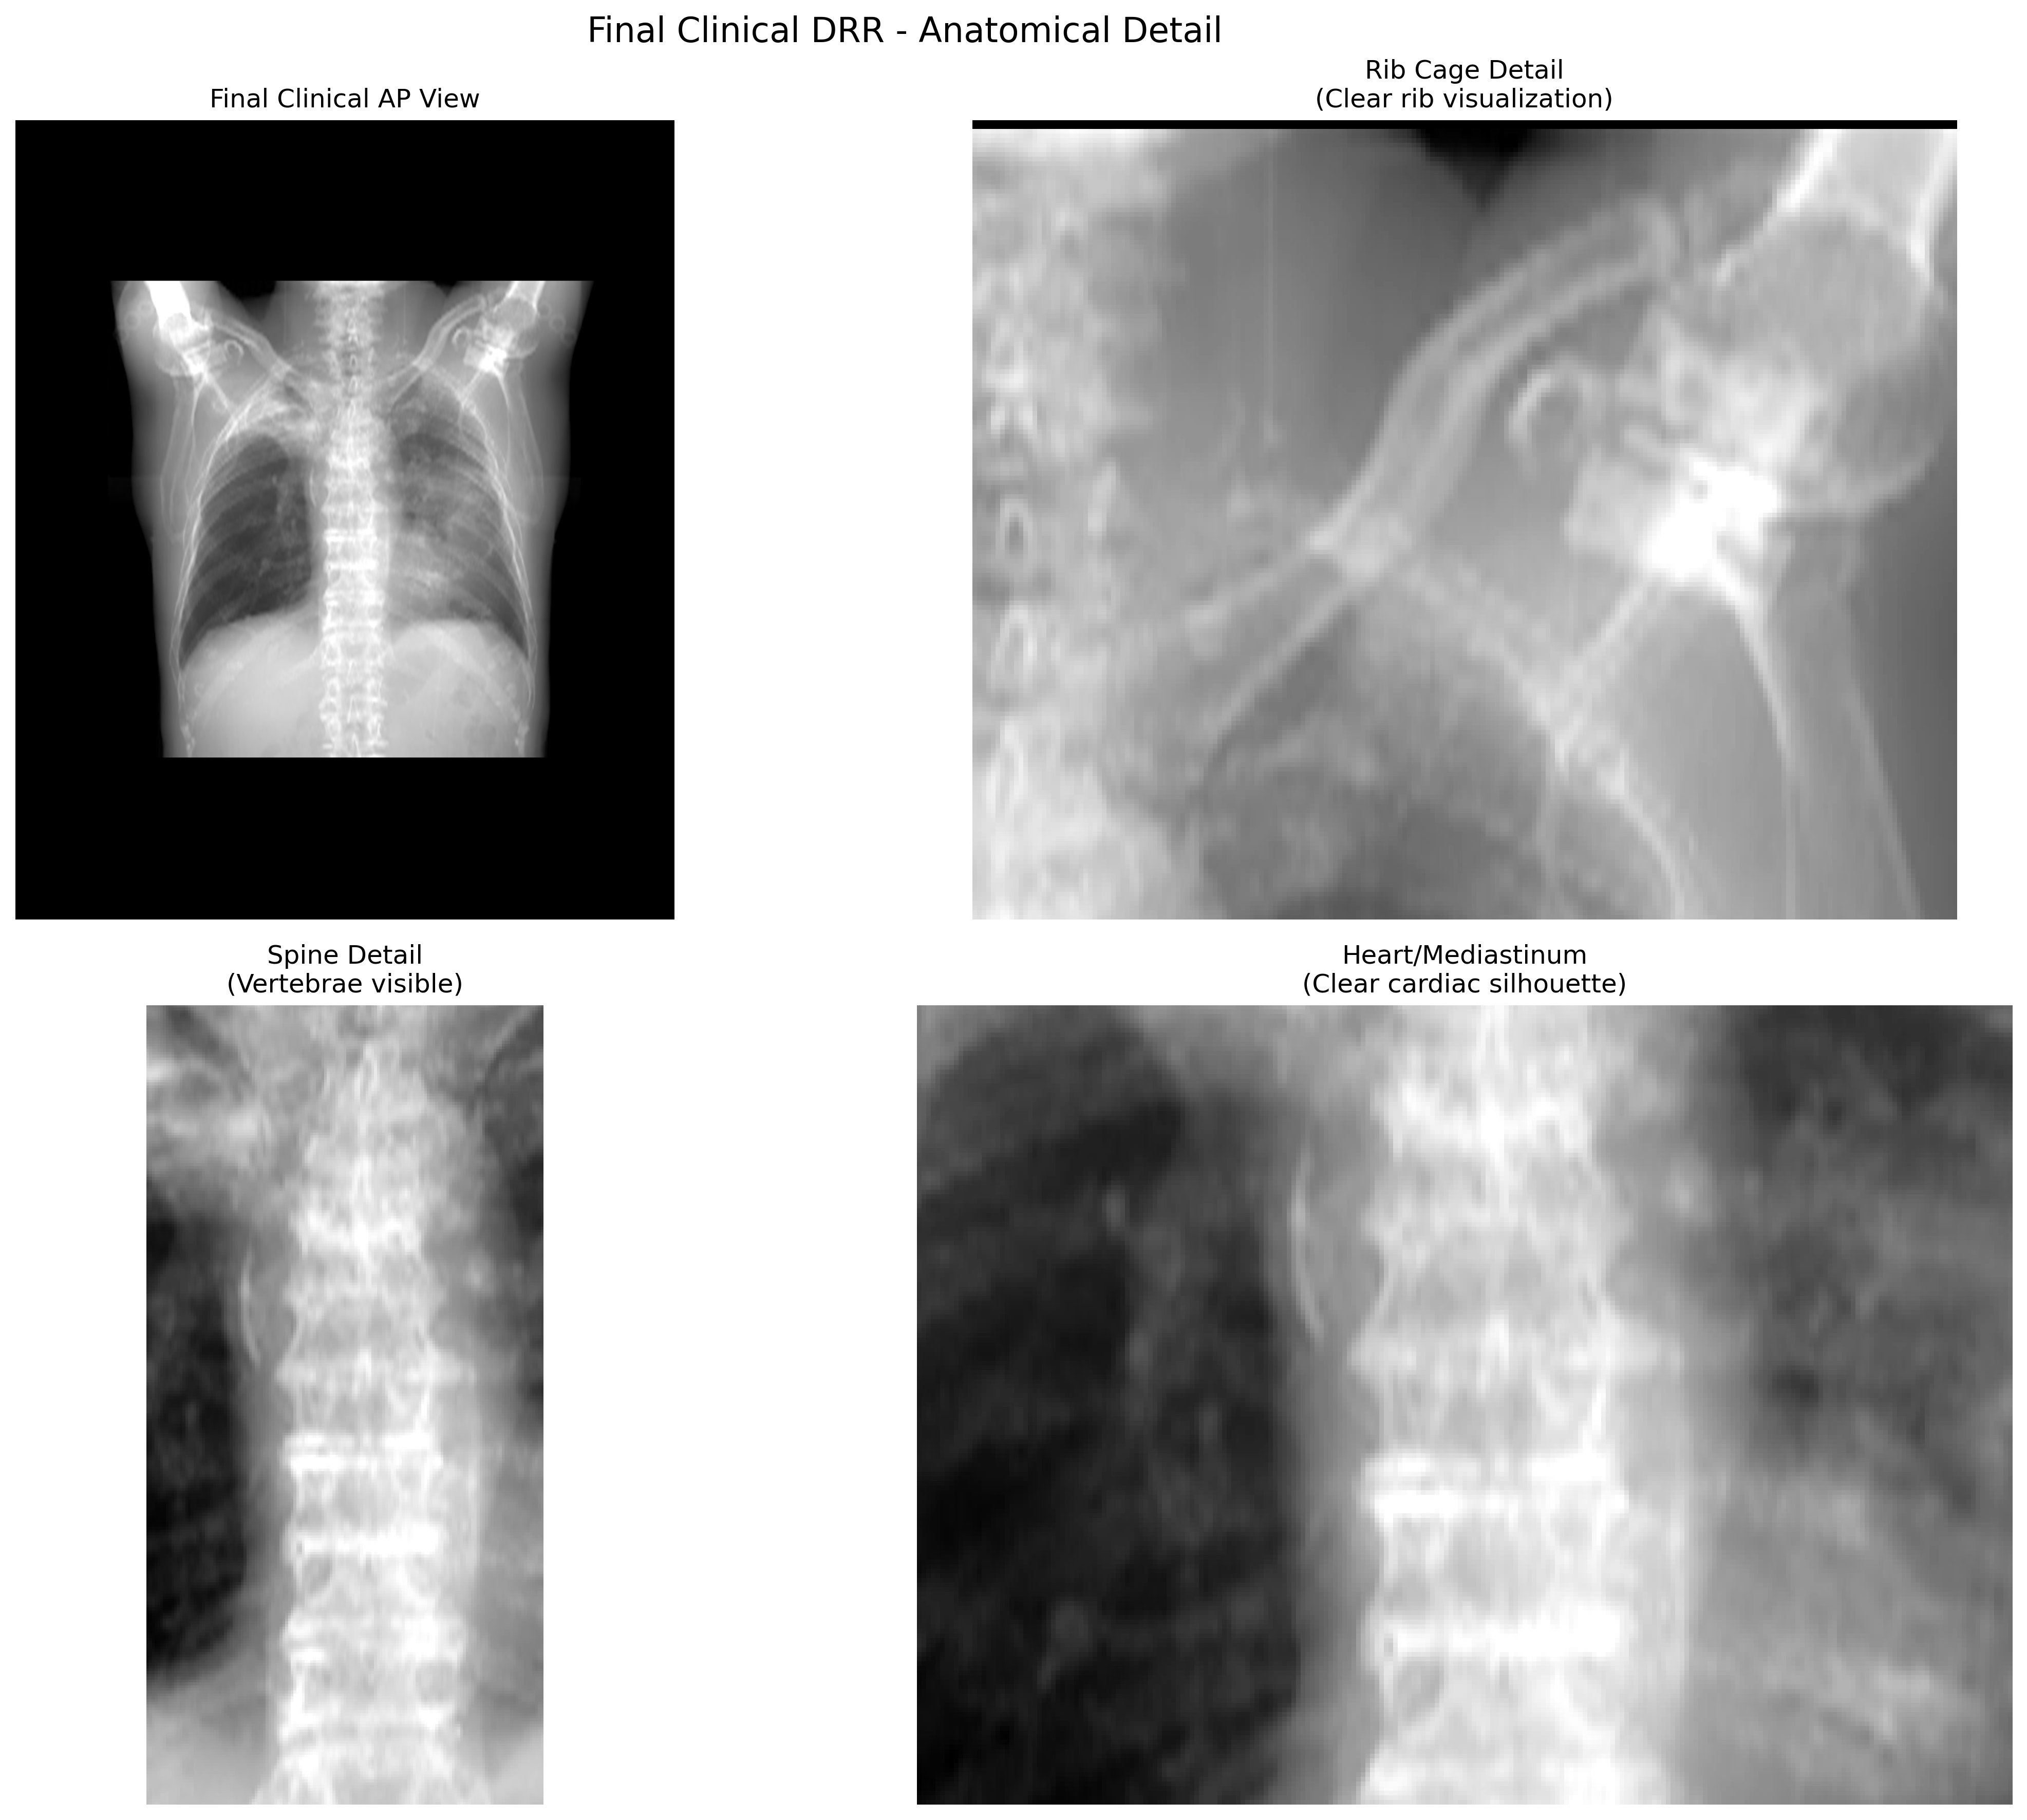 Final Clinical DRR - Anatomical Detail
Final Clinical AP View
Rib Cage Detail
(Clear rib visualization)
Spine Detail
(Vertebrae visible)
Heart/Mediastinum
(Clear cardiac silhouette)